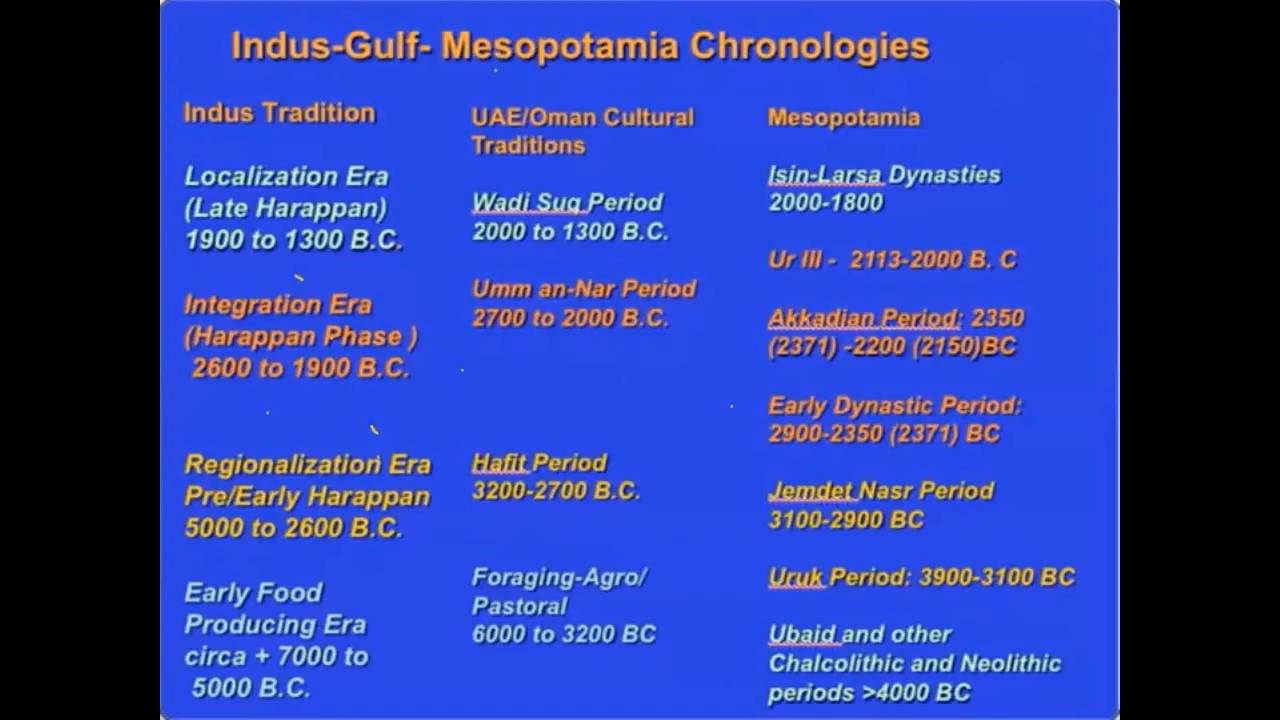 Indus-Gulf- Mesopotamia Chronologies
Indus Tradition
Localization Era
(Late Harappan)
1900 to 1300 B.C.
Integration Era
(Harappan Phase )
2600 to 1900 B.C.
Regionalization Era
Pre/Early Harappan
5000 to 2600 B.C.
Early Food
Producing Era
circa + 7000 to
5000 B.C.
UAE/Oman Cultural
Traditions
Wadi Suq Period
2000 to 1300 B.C.
Umm an-Nar Period
2700 to 2000 B.C.
Hafit Period
3200-2700 B.C.
Foraging-Agro/
Pastoral
6000 to 3200 BC
Mesopotamia
Isin-Larsa Dynasties
2000-1800
Ur III - 2113-2000 B. C
Akkadian Period: 2350
(2371) -2200 (2150)BC
Early Dynastic Period:
2900-2350 (2371) BC
Jemdet Nasr Period
3100-2900 BC
Uruk Period: 3900-3100 BC
Ubaid and other
Chalcolithic and Neolithic
periods >4000 BC